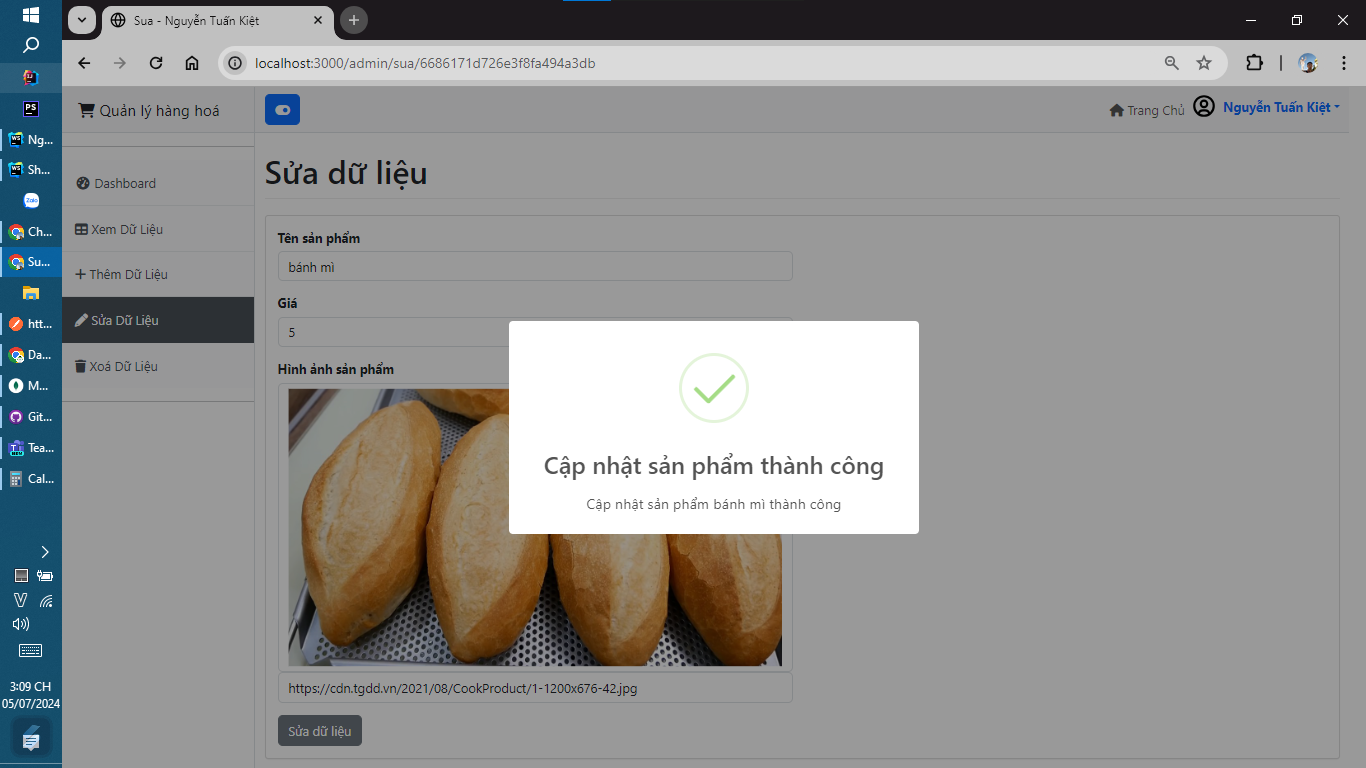 Sua - Nguyễn Tuấn Kiệt
localhost:3000/admin/sua/6686171d726e3f8fa494a3db
PS
WS Ng...
WS Sh...
Zalo
Ch...
Su...
htt...
Da...
M...
Git...
Tea...
Cal...
3:09 CH
05/07/2024
Quản lý hàng hoá
Dashboard
Xem Dữ Liệu
Thêm Dữ Liệu
Sửa Dữ Liệu
Xoá Dữ Liệu
Trang Chủ
Nguyễn Tuấn Kiệt
Sửa dữ liệu
Tên sản phẩm
bánh mì
Giá
5
Hình ảnh sản phẩm
Cập nhật sản phẩm thành công
Cập nhật sản phẩm bánh mì thành công
https://cdn.tgdd.vn/2021/08/CookProduct/1-1200x676-42.jpg
Sửa dữ liệu